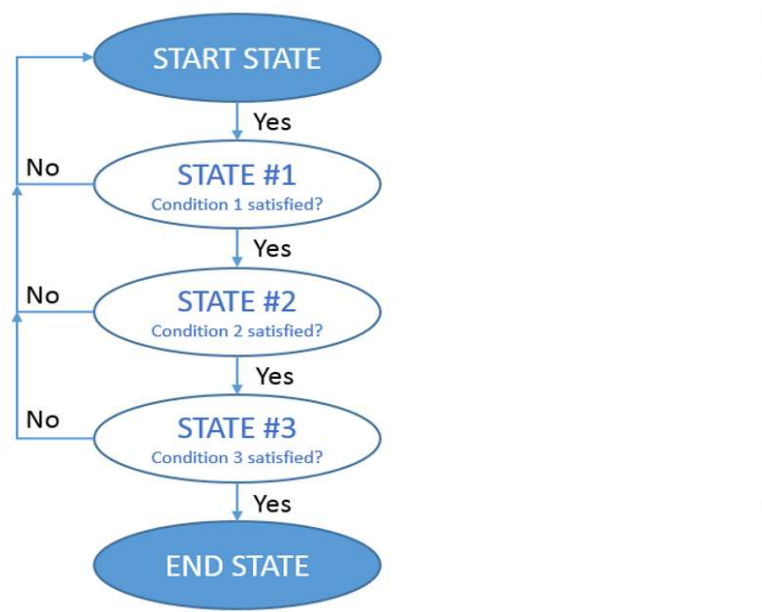 START STATE
Yes
No
STATE #1
Condition 1 satisfied?
Yes
No
STATE #2
Condition 2 satisfied?
Yes
No
STATE #3
Condition 3 satisfied?
Yes
END STATE